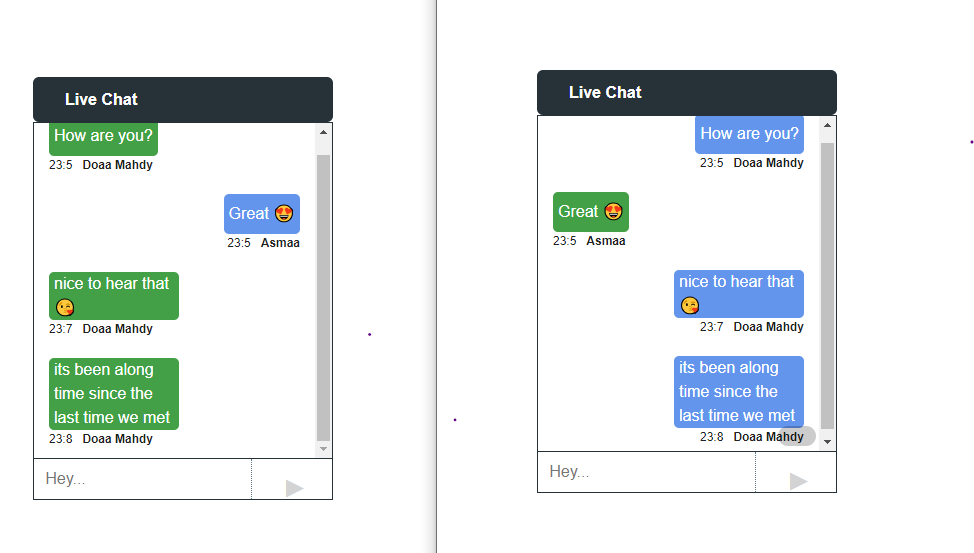 Live Chat
How are you?
23:5 Doaa Mahdy
Great 😍
23:5 Asmaa
nice to hear that
😘
23:7 Doaa Mahdy
its been along
time since the
last time we met
23:8 Doaa Mahdy
Hey...
Live Chat
How are you?
23:5 Doaa Mahdy
Great 😍
23:5 Asmaa
nice to hear that
😘
23:7 Doaa Mahdy
its been along
time since the
last time we met
23:8 Doaa Mahdy
Hey...